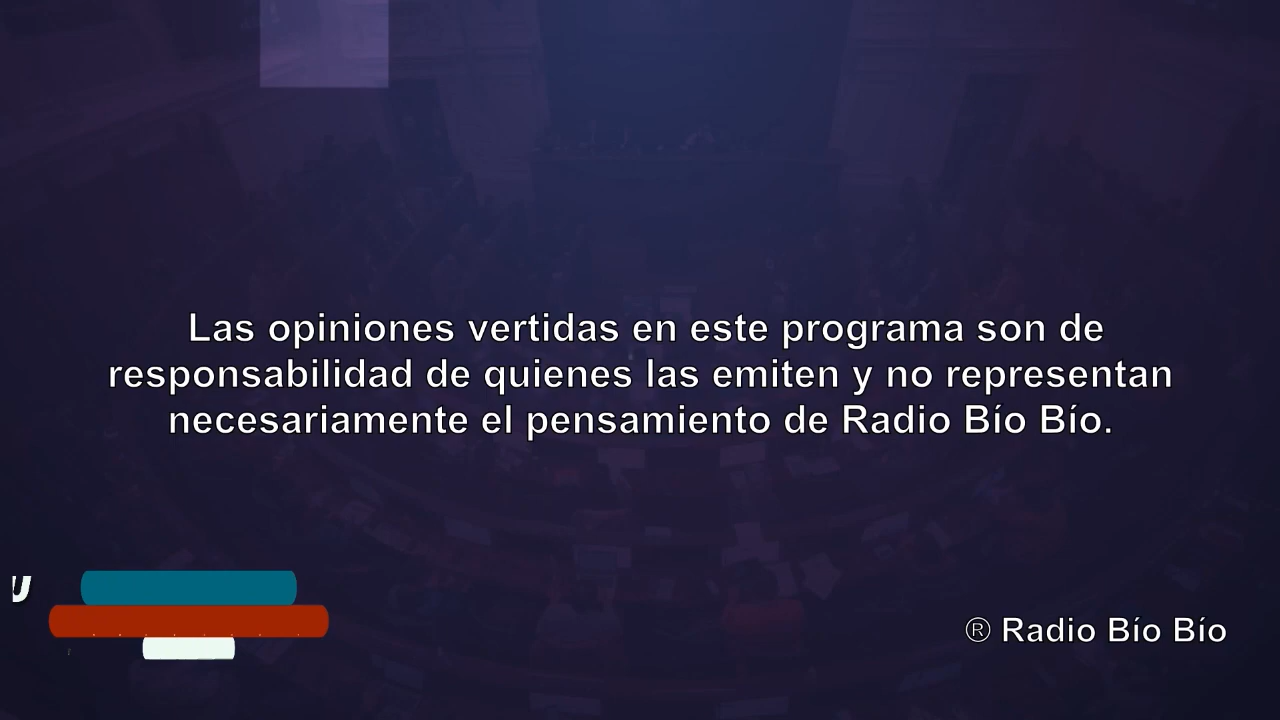 Las opiniones vertidas en este programa son de
responsabilidad de quienes las emiten y no representan
necesariamente el pensamiento de Radio Bío Bío.
® Radio Bío Bío